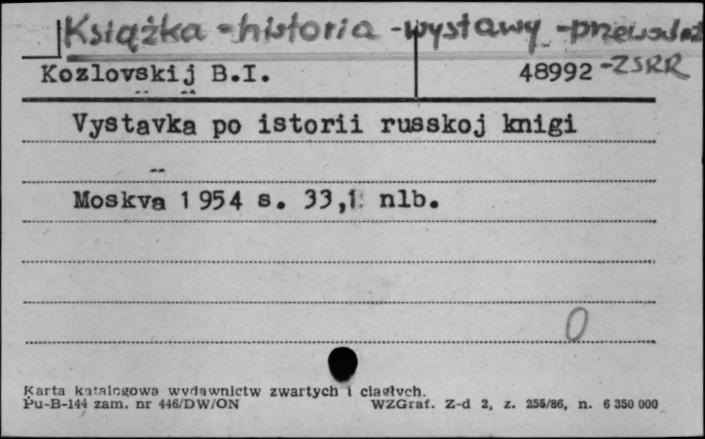 Książka - historia - wystawy - przewodnik
Kozlovskij B.I. 48992 - ZSRR
Vystavka po istorii russkoj knigi
Moskva 1954 s. 33,1 nlb.
0
Karta katalogowa wydawnictw zwartych i ciągłych.
Pu-B-144 zam. nr 446/DW/ON WZGraf. Z-d 2, z. 255/86, n. 6 350 000